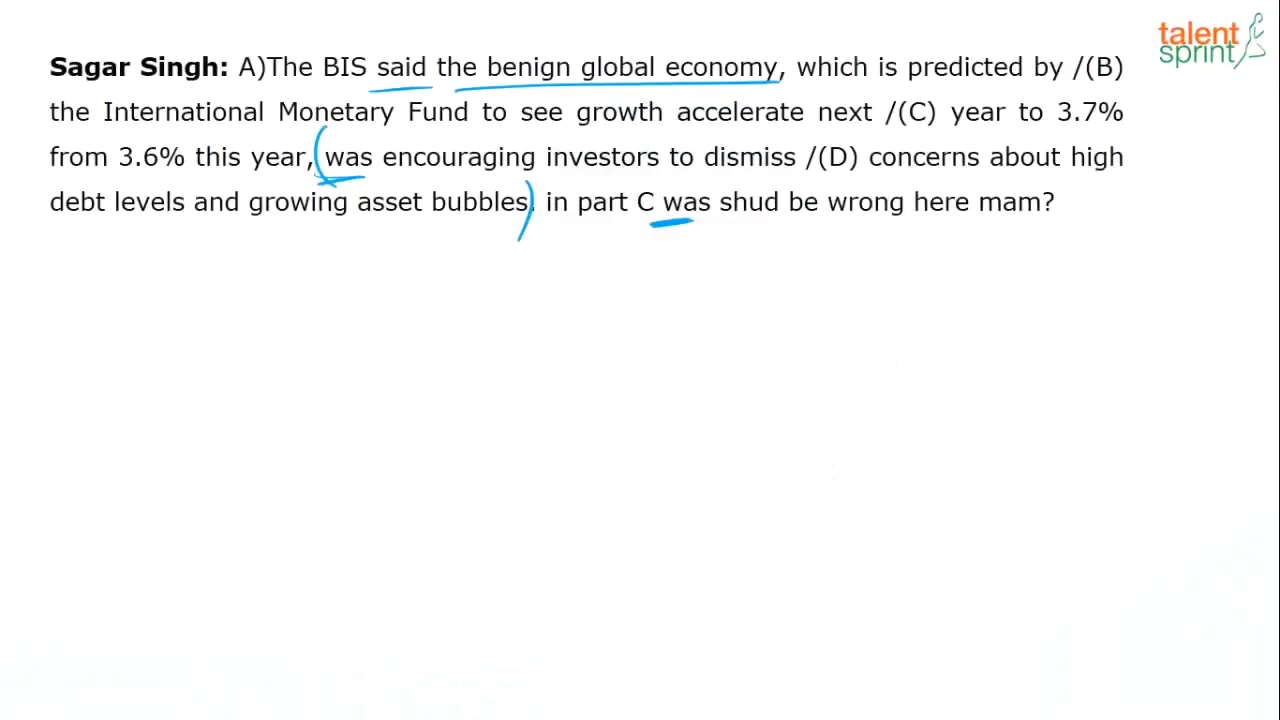 talent
sprint
Sagar Singh: A)The BIS said the benign global economy, which is predicted by /(B)
the International Monetary Fund to see growth accelerate next /(C) year to 3.7%
from 3.6% this year, was encouraging investors to dismiss /(D) concerns about high
debt levels and growing asset bubbles. in part C was shud be wrong here mam?